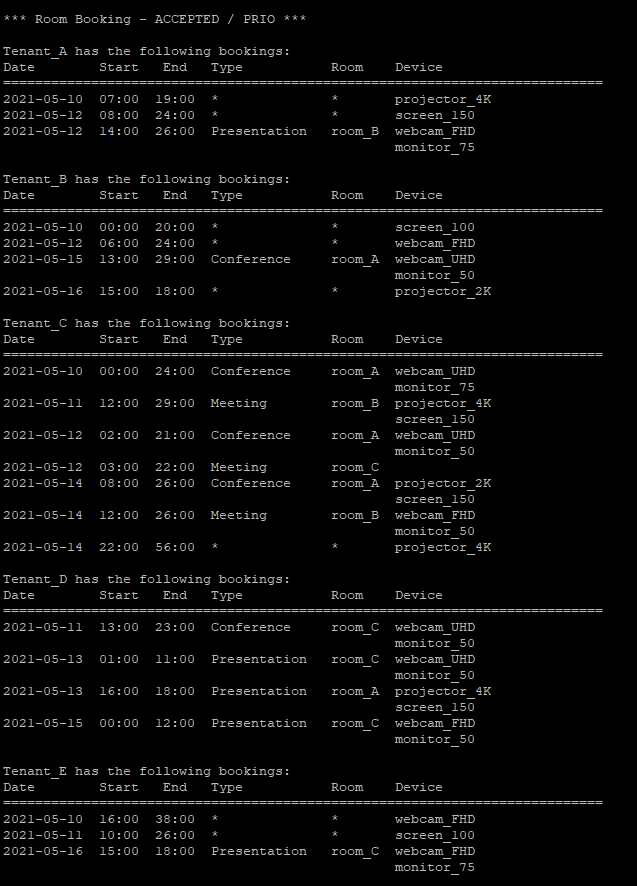 *** Room Booking - ACCEPTED / PRIO ***

Tenant_A has the following bookings:
Date        Start   End   Type           Room    Device
===========================================================================
2021-05-10  07:00  19:00  *              *       projector_4K
2021-05-12  08:00  24:00  *              *       screen_150
2021-05-12  14:00  26:00  Presentation   room_B  webcam_FHD
                                                 monitor_75

Tenant_B has the following bookings:
Date        Start   End   Type           Room    Device
===========================================================================
2021-05-10  00:00  20:00  *              *       screen_100
2021-05-12  06:00  24:00  *              *       webcam_FHD
2021-05-15  13:00  29:00  Conference     room_A  webcam_UHD
                                                 monitor_50
2021-05-16  15:00  18:00  *              *       projector_2K

Tenant_C has the following bookings:
Date        Start   End   Type           Room    Device
===========================================================================
2021-05-10  00:00  24:00  Conference     room_A  webcam_UHD
                                                 monitor_75
2021-05-11  12:00  29:00  Meeting        room_B  projector_4K
                                                 screen_150
2021-05-12  02:00  21:00  Conference     room_A  webcam_UHD
                                                 monitor_50
2021-05-12  03:00  22:00  Meeting        room_C
2021-05-14  08:00  26:00  Conference     room_A  projector_2K
                                                 screen_150
2021-05-14  12:00  26:00  Meeting        room_B  webcam_FHD
                                                 monitor_50
2021-05-14  22:00  56:00  *              *       projector_4K

Tenant_D has the following bookings:
Date        Start   End   Type           Room    Device
===========================================================================
2021-05-11  13:00  23:00  Conference     room_C  webcam_UHD
                                                 monitor_50
2021-05-13  01:00  11:00  Presentation   room_C  webcam_UHD
                                                 monitor_50
2021-05-13  16:00  18:00  Presentation   room_A  projector_4K
                                                 screen_150
2021-05-15  00:00  12:00  Presentation   room_C  webcam_FHD
                                                 monitor_50

Tenant_E has the following bookings:
Date        Start   End   Type           Room    Device
===========================================================================
2021-05-10  16:00  38:00  *              *       webcam_FHD
2021-05-11  10:00  26:00  *              *       screen_100
2021-05-16  15:00  18:00  Presentation   room_C  webcam_FHD
                                                 monitor_75